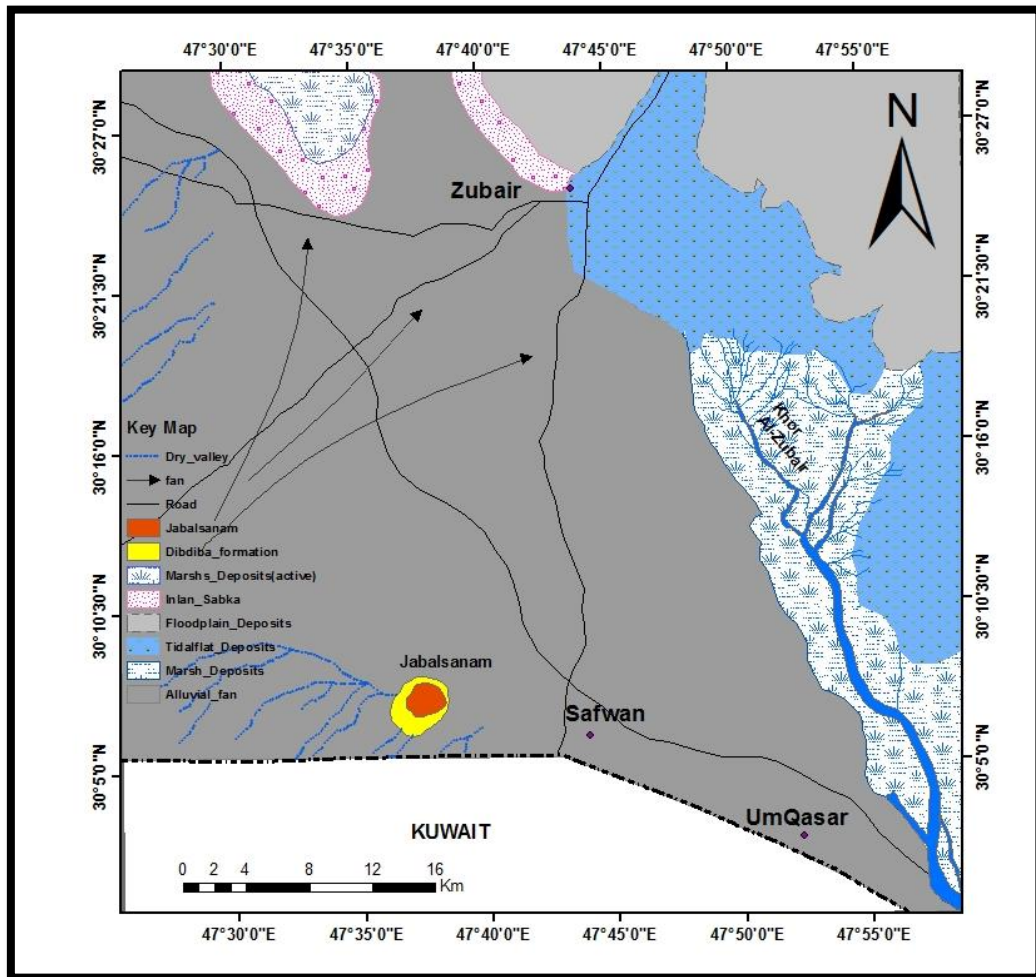 47°30'0"E 47°35'0"E 47°40'0"E 47°45'0"E 47°50'0"E 47°55'0"E
30°27'0"N
30°27'0"N
N
Zubair
30°21'30"N
30°21'30"N
Key Map
Dry_valley
fan
Road
Jabalsanam
Dibdiba_formation
Marshs_Deposits(active)
Inlan_Sabka
Floodplain_Deposits
Tidalflat_Deposits
Marsh_Deposits
Alluvial_fan
30°16'0"N
30°16'0"N
Khor
Al-Zubair
30°10'30"N
30°10'30"N
Jabalsanam
Safwan
30°5'0"N
30°5'0"N
UmQasar
KUWAIT
0 2 4 8 12 16
Km
47°30'0"E 47°35'0"E 47°40'0"E 47°45'0"E 47°50'0"E 47°55'0"E